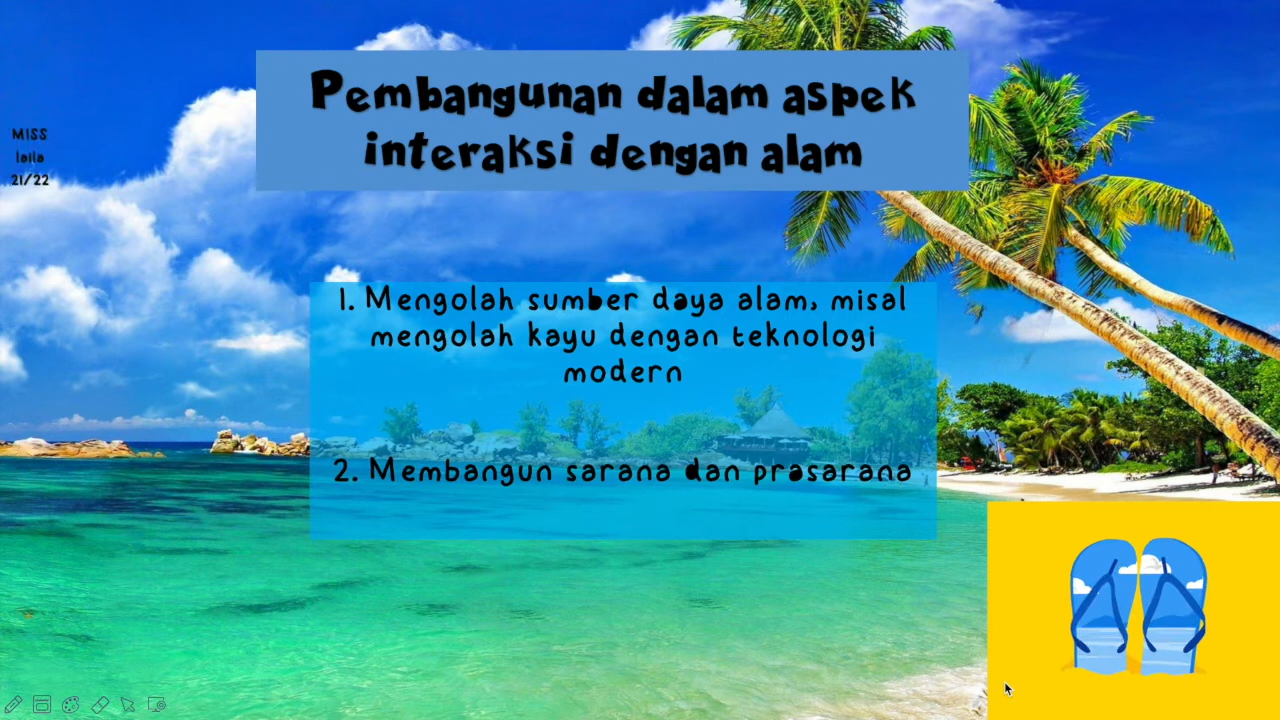 Pembangunan dalam aspek
interaksi dengan alam
MISS
laila
21/22
1. Mengolah sumber daya alam, misal
mengolah kayu dengan teknologi
modern
2. Membangun sarana dan prasarana